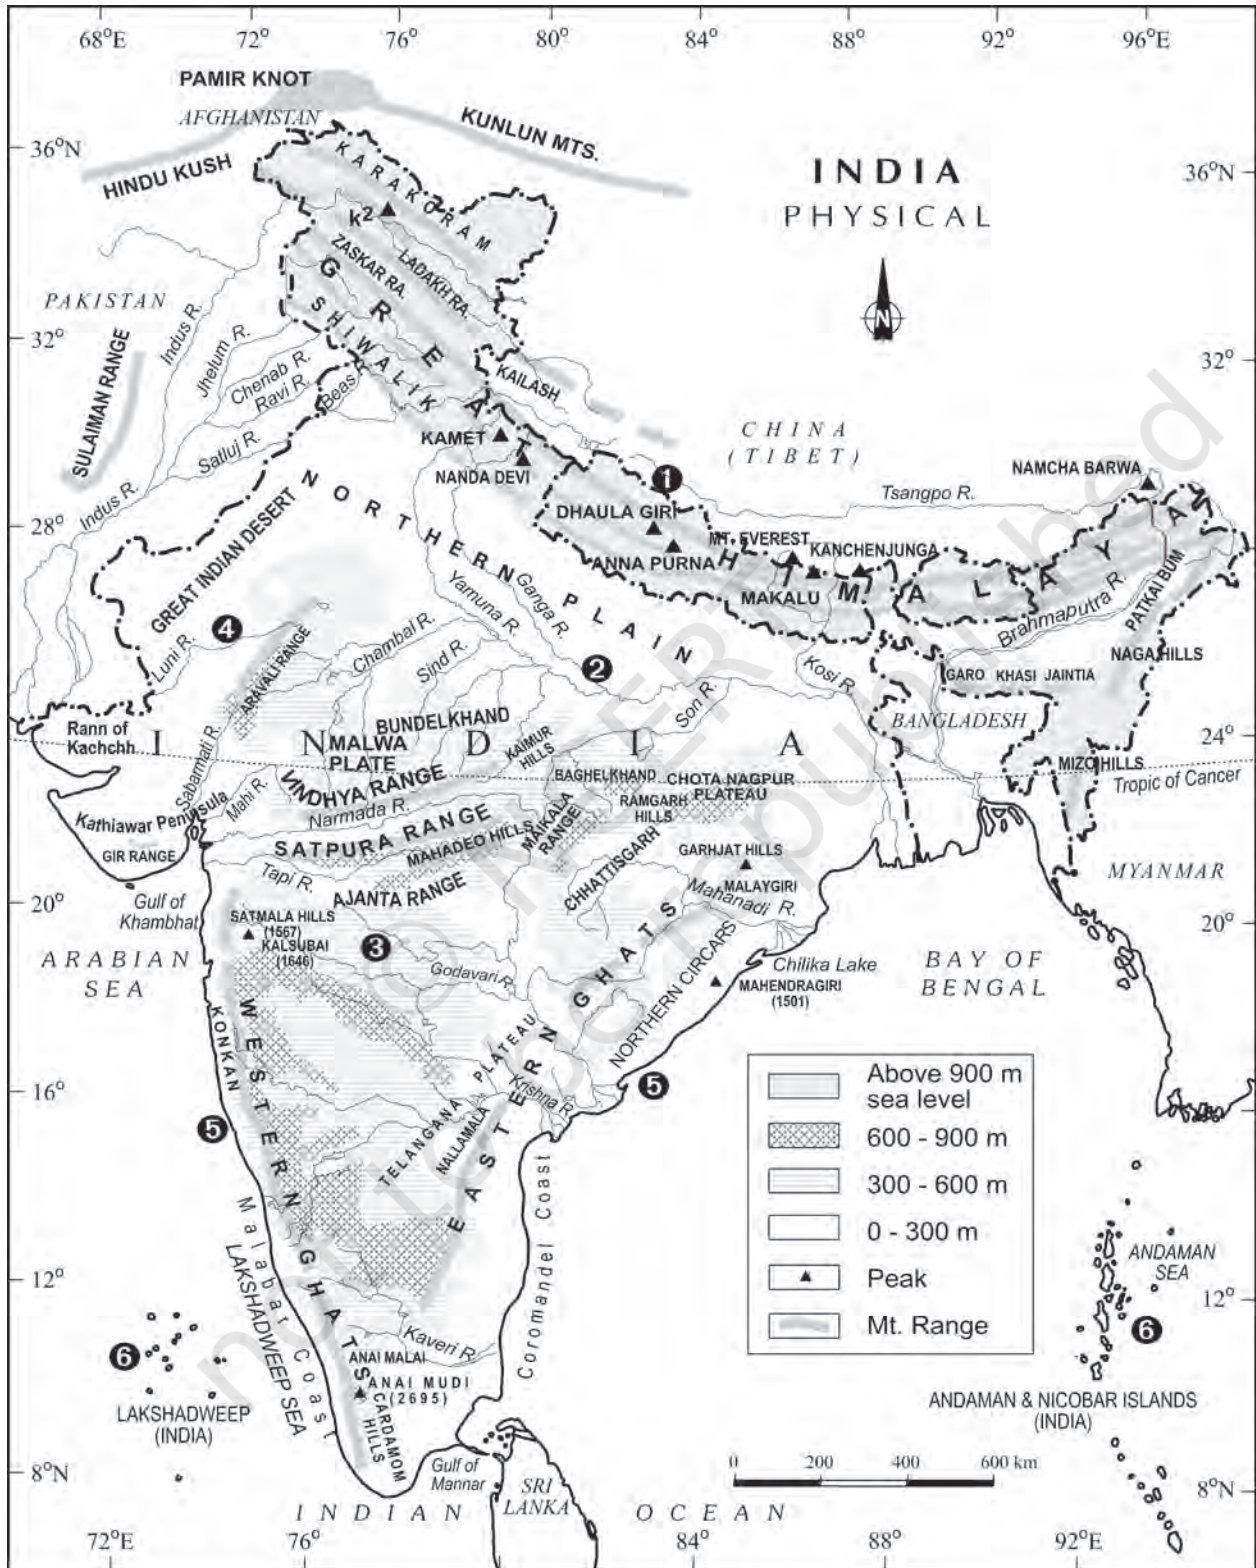 68°E
72°
76°
80°
84°
88°
92°
96°E
PAMIR KNOT
AFGHANISTAN
KUNLUN MTS.
HINDU KUSH
36°N
36°N
INDIA
PHYSICAL
N
KARAKORAM
k²
LADAKH RA.
ZASKAR RA.
GREAT HIMALAYA
SHIWALIK
PAKISTAN
SULAIMAN RANGE
Indus R.
Jhelum R.
Chenab R.
Ravi R.
Beas
Satluj R.
Indus R.
32°
32°
KAILASH
KAMET
NANDA DEVI
CHINA
(TIBET)
NAMCHA BARWA
Tsangpo R.
1
DHAULA GIRI
ANNA PURNA
MT. EVEREST
KANCHENJUNGA
MAKALU
28°
28°
NORTHERN PLAIN
GREAT INDIAN DESERT
Yamuna R.
Ganga R.
Brahmaputra R.
PATKAI BUM
NAGA HILLS
4
Luni R.
ARAVALI RANGE
Chambal R.
Sind R.
2
Kosi R.
Son R.
GARO KHASI JAINTIA
BANGLADESH
Rann of
Kachchh
INDIA
BUNDELKHAND
MALWA
PLATE
KAIMUR
HILLS
24°
24°
MIZO HILLS
Tropic of Cancer
Sabarmati R.
Mahi R.
VINDHYA RANGE
Narmada R.
BAGHELKHAND
CHOTA NAGPUR
PLATEAU
RAMGARH
HILLS
Kathiawar Peninsula
GIR RANGE
SATPURA RANGE
MAHADEO HILLS
MAIKALA
RANGE
CHHATTISGARH
GARHJAT HILLS
MALAYGIRI
Mahanadi R.
MYANMAR
Tapi R.
AJANTA RANGE
Gulf of
Khambhat
20°
20°
SATMALA HILLS
(1567)
KALSUBAI
(1646)
3
Godavari R.
ARABIAN
SEA
BAY OF
BENGAL
Chilika Lake
MAHENDRAGIRI
(1501)
NORTHERN CIRCARS
EASTERN GHATS
WESTERN GHATS
KONKAN
TELANGANA PLATEAU
NALLAMALA
Krishna R.
5
5
16°
16°
Above 900 m
sea level
600 - 900 m
300 - 600 m
0 - 300 m
Peak
Mt. Range
Malabar Coast
LAKSHADWEEP SEA
Coromandel Coast
ANDAMAN
SEA
12°
12°
6
6
Kaveri R.
ANAI MALAI
ANAI MUDI
(2695)
CARDAMOM
HILLS
LAKSHADWEEP
(INDIA)
ANDAMAN & NICOBAR ISLANDS
(INDIA)
0 200 400 600 km
Gulf of
Mannar
SRI
LANKA
8°N
8°N
INDIAN OCEAN
72°E
76°
84°
88°
92°E
© NCERT
not to be republished